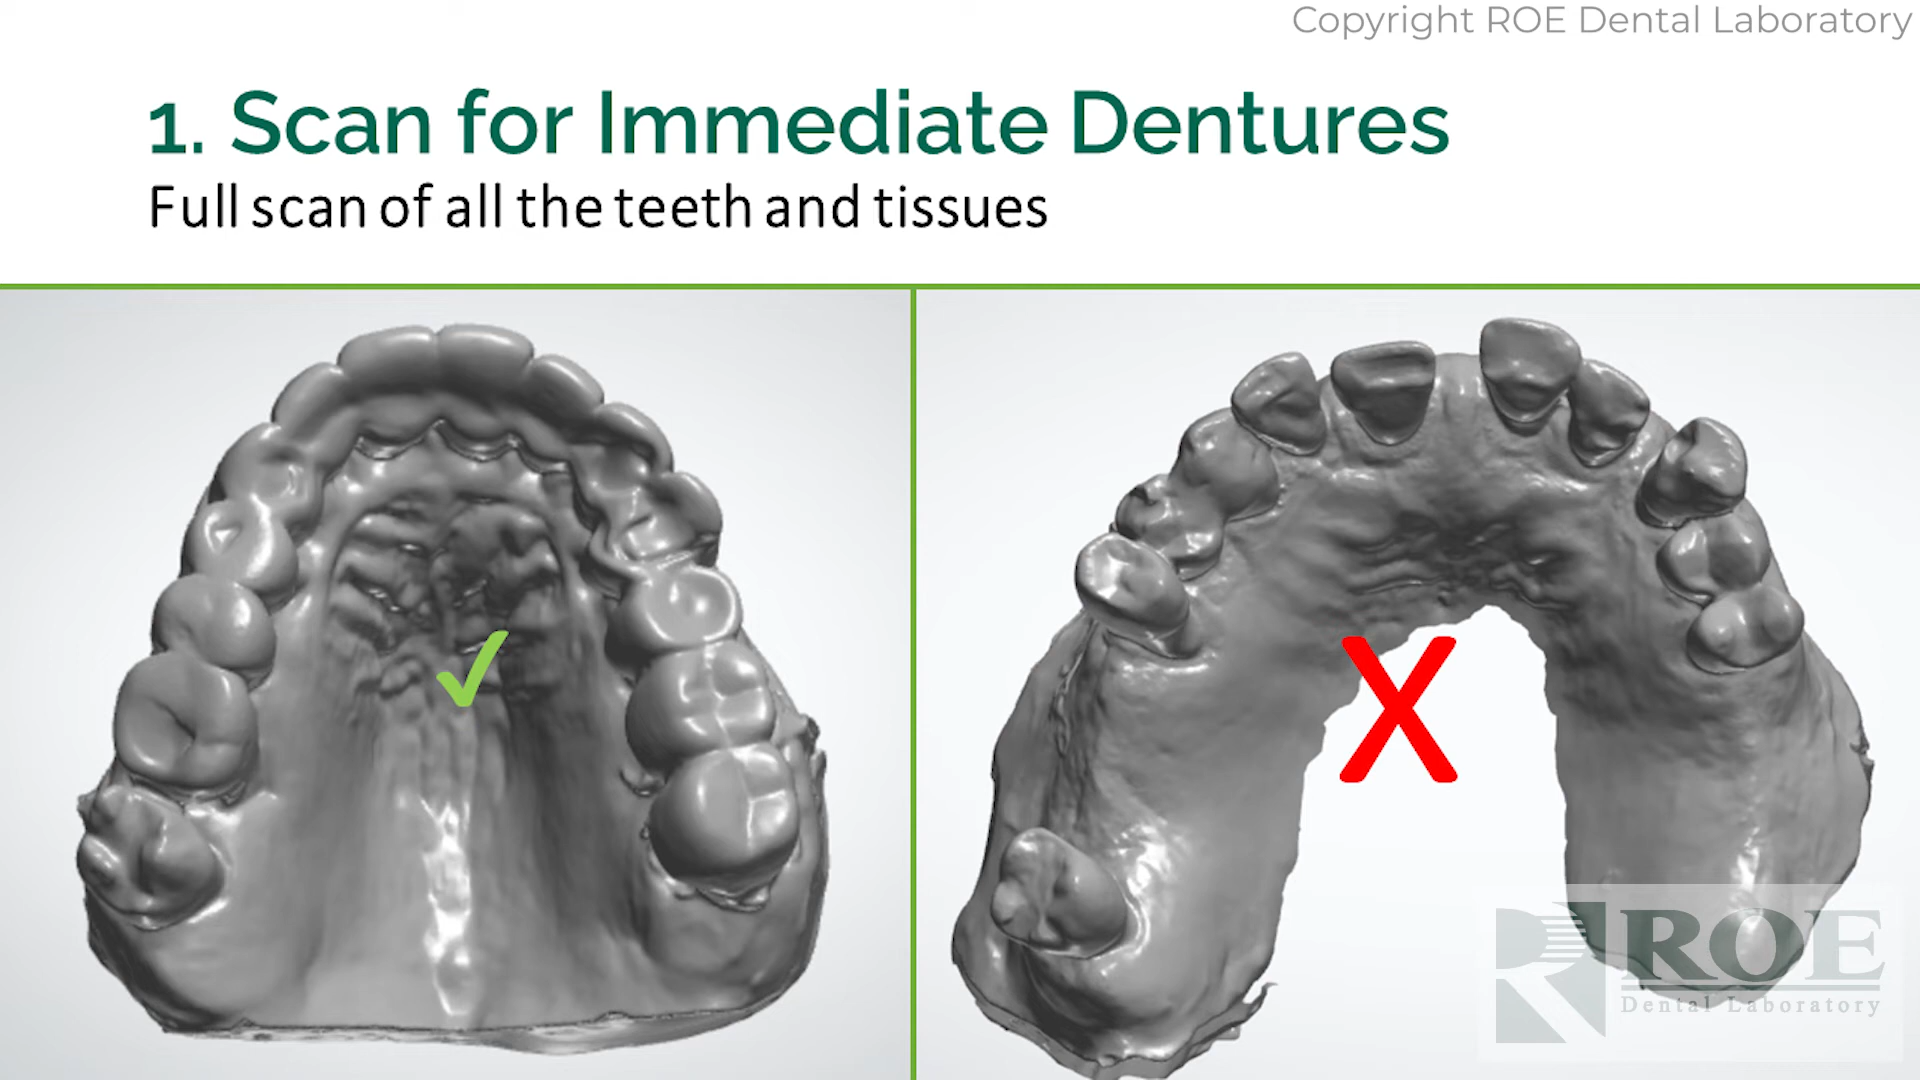 Copyright ROE Dental Laboratory
1. Scan for Immediate Dentures
Full scan of all the teeth and tissues
✓
X
ROE
Dental Laboratory